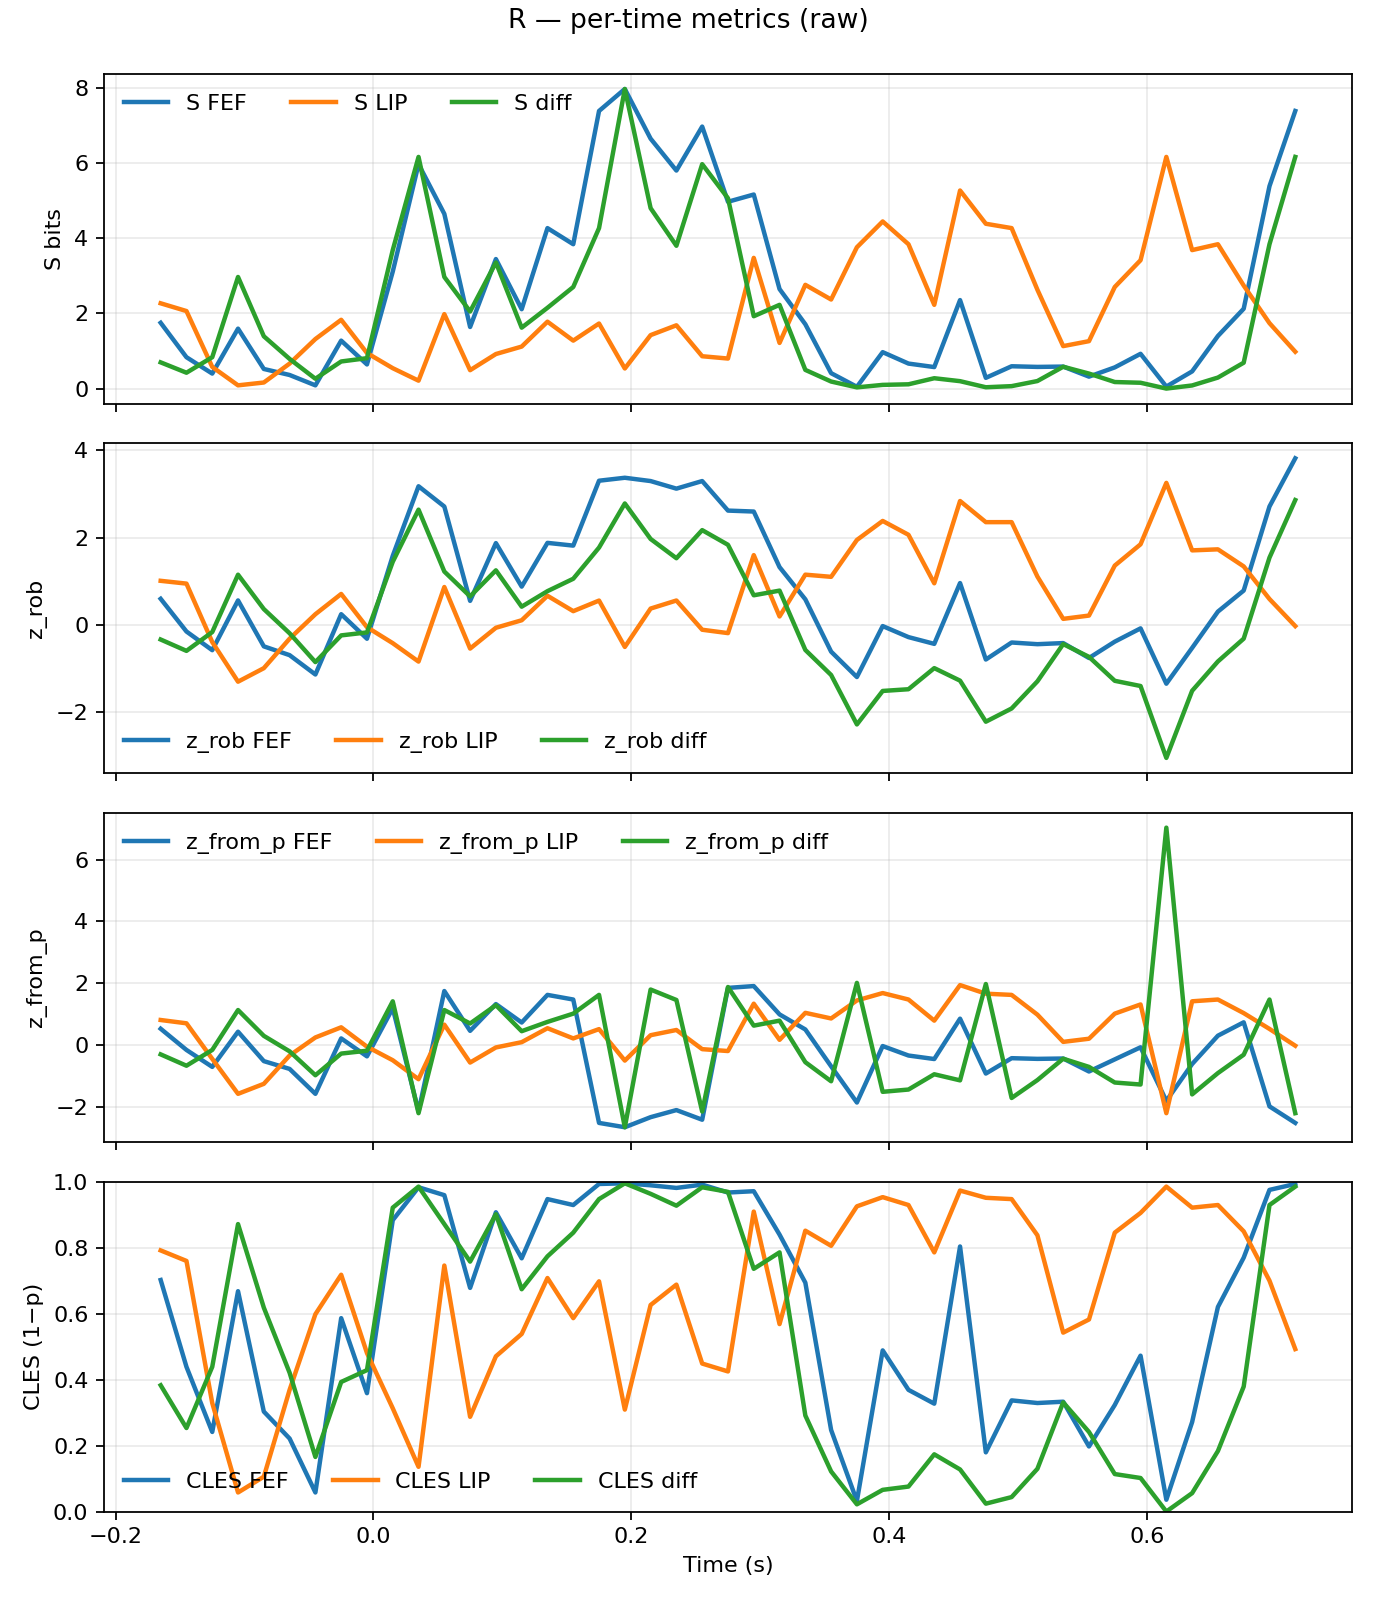 R — per-time metrics (raw)
S FEF S LIP S diff
8
6
4
2
0
S bits
4
2
0
−2
z_rob
z_rob FEF z_rob LIP z_rob diff
z_from_p FEF z_from_p LIP z_from_p diff
6
4
2
0
−2
z_from_p
1.0
0.8
0.6
0.4
0.2
0.0
CLES (1−p)
CLES FEF CLES LIP CLES diff
−0.2 0.0 0.2 0.4 0.6
Time (s)